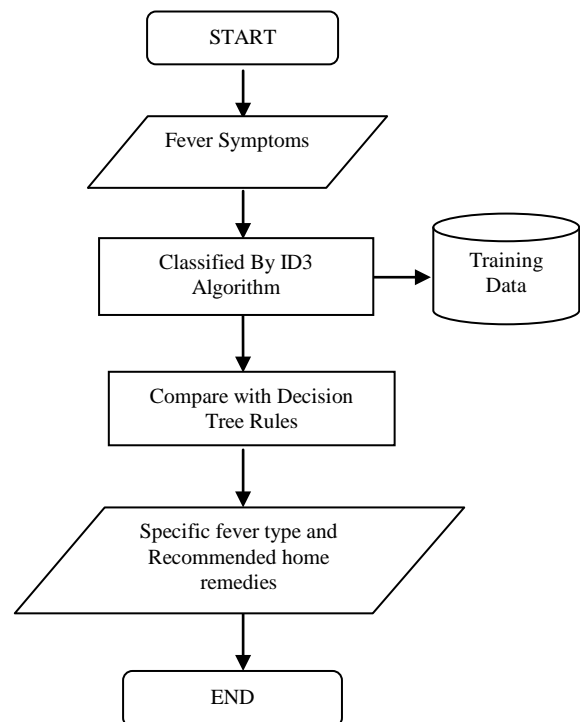 START
Fever Symptoms
Classified By ID3
Algorithm
Training
Data
Compare with Decision
Tree Rules
Specific fever type and
Recommended home
remedies
END